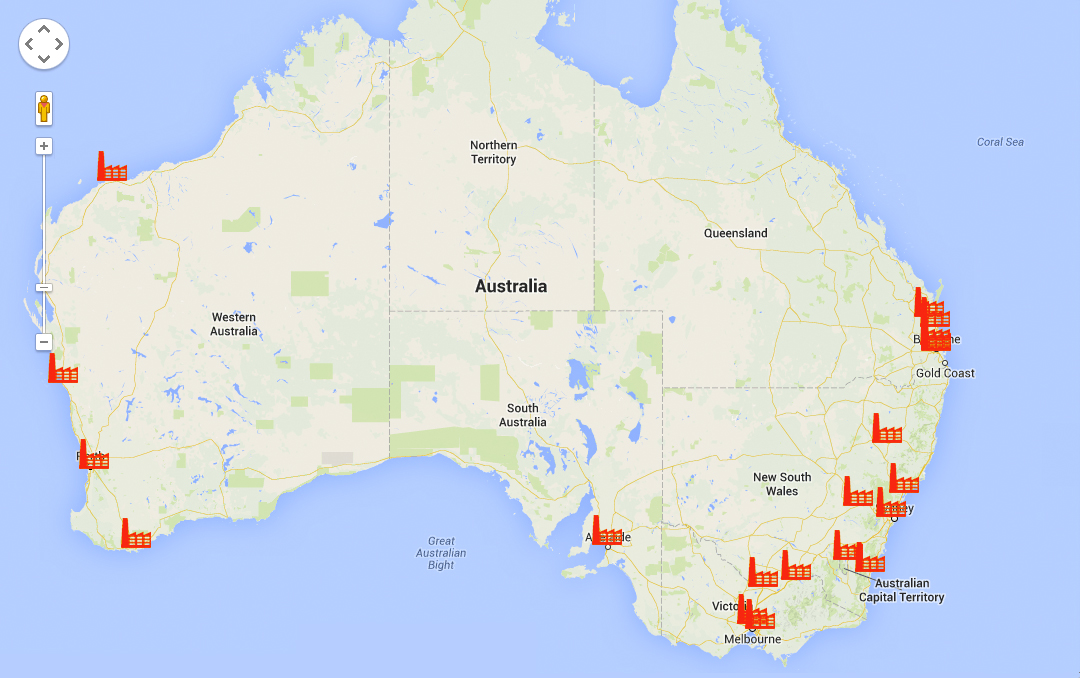 Northern
Territory
Coral Sea
Queensland
Australia
Western
Australia
Gold Coast
South
Australia
New South
Wales
Great
Australian
Bight
Australian
Capital Territory
Melbourne